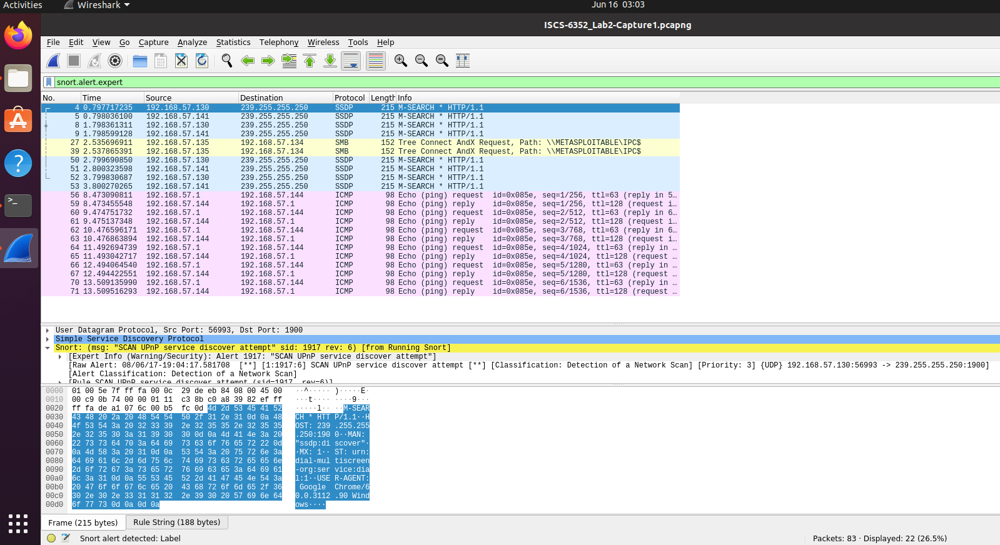 Activities Wireshark Jun 16 03:03
ISCS-6352_Lab2-Capture1.pcapng
File Edit View Go Capture Analyze Statistics Telephony Wireless Tools Help
snort.alert.expert
No. Time Source Destination Protocol Length Info
4 0.797717235 192.168.57.130 239.255.255.250 SSDP 215 M-SEARCH * HTTP/1.1
5 0.798036100 192.168.57.141 239.255.255.250 SSDP 215 M-SEARCH * HTTP/1.1
8 1.798361311 192.168.57.130 239.255.255.250 SSDP 215 M-SEARCH * HTTP/1.1
9 1.798599128 192.168.57.141 239.255.255.250 SSDP 215 M-SEARCH * HTTP/1.1
27 2.535696911 192.168.57.135 192.168.57.134 SMB 152 Tree Connect AndX Request, Path: \\METASPLOITABLE\IPC$
39 2.537865391 192.168.57.135 192.168.57.134 SMB 152 Tree Connect AndX Request, Path: \\METASPLOITABLE\IPC$
50 2.799690850 192.168.57.130 239.255.255.250 SSDP 215 M-SEARCH * HTTP/1.1
51 2.800323598 192.168.57.141 239.255.255.250 SSDP 215 M-SEARCH * HTTP/1.1
52 3.799830687 192.168.57.130 239.255.255.250 SSDP 215 M-SEARCH * HTTP/1.1
53 3.800270265 192.168.57.141 239.255.255.250 SSDP 215 M-SEARCH * HTTP/1.1
56 8.473090811 192.168.57.1 192.168.57.144 ICMP 98 Echo (ping) request id=0x085e, seq=1/256, ttl=63 (reply in 5…
59 8.473455548 192.168.57.144 192.168.57.1 ICMP 98 Echo (ping) reply id=0x085e, seq=1/256, ttl=128 (request i…
60 9.474751732 192.168.57.1 192.168.57.144 ICMP 98 Echo (ping) request id=0x085e, seq=2/512, ttl=63 (reply in 6…
61 9.475137348 192.168.57.144 192.168.57.1 ICMP 98 Echo (ping) reply id=0x085e, seq=2/512, ttl=128 (request i…
62 10.476596171 192.168.57.1 192.168.57.144 ICMP 98 Echo (ping) request id=0x085e, seq=3/768, ttl=63 (reply in 6…
63 10.476863894 192.168.57.144 192.168.57.1 ICMP 98 Echo (ping) reply id=0x085e, seq=3/768, ttl=128 (request i…
64 11.492694739 192.168.57.1 192.168.57.144 ICMP 98 Echo (ping) request id=0x085e, seq=4/1024, ttl=63 (reply in …
65 11.493042717 192.168.57.144 192.168.57.1 ICMP 98 Echo (ping) reply id=0x085e, seq=4/1024, ttl=128 (request …
66 12.494064540 192.168.57.1 192.168.57.144 ICMP 98 Echo (ping) request id=0x085e, seq=5/1280, ttl=63 (reply in …
67 12.494422551 192.168.57.144 192.168.57.1 ICMP 98 Echo (ping) reply id=0x085e, seq=5/1280, ttl=128 (request …
70 13.509135990 192.168.57.1 192.168.57.144 ICMP 98 Echo (ping) request id=0x085e, seq=6/1536, ttl=63 (reply in …
71 13.509516293 192.168.57.144 192.168.57.1 ICMP 98 Echo (ping) reply id=0x085e, seq=6/1536, ttl=128 (request …
User Datagram Protocol, Src Port: 56993, Dst Port: 1900
Simple Service Discovery Protocol
Snort: (msg: "SCAN UPnP service discover attempt" sid: 1917 rev: 6) [from Running Snort]
[Expert Info (Warning/Security): Alert 1917: "SCAN UPnP service discover attempt"]
[Raw Alert: 08/06/17-19:04:17.581708 [**] [1:1917:6] SCAN UPnP service discover attempt [**] [Classification: Detection of a Network Scan] [Priority: 3] {UDP} 192.168.57.130:56993 -> 239.255.255.250:1900]
[Alert Classification: Detection of a Network Scan]
[Rule SCAN UPnP service discover attempt (sid=1917, rev=6)]
0000 01 00 5e 7f ff fa 00 0c 29 de eb 84 08 00 45 00 ··^····· )·····E·
0010 00 c9 0b 74 00 00 01 11 c3 8b c0 a8 39 82 ef ff ···t···· ····9···
0020 ff fa de a1 07 6c 00 b5 fc 0d 4d 2d 53 45 41 52 ·····l·· ··M-SEAR
0030 43 48 20 2a 20 48 54 54 50 2f 31 2e 31 0d 0a 48 CH * HTT P/1.1··H
0040 4f 53 54 3a 20 32 33 39 2e 32 35 35 2e 32 35 35 OST: 239 .255.255
0050 2e 32 35 30 3a 31 39 30 30 0d 0a 4d 41 4e 3a 20 .250:190 0··MAN:
0060 22 73 73 64 70 3a 64 69 73 63 6f 76 65 72 22 0d "ssdp:di scover"·
0070 0a 4d 58 3a 20 31 0d 0a 53 54 3a 20 75 72 6e 3a ·MX: 1·· ST: urn:
0080 64 69 61 6c 2d 6d 75 6c 74 69 73 63 72 65 65 6e dial-mul tiscreen
0090 2d 6f 72 67 3a 73 65 72 76 69 63 65 3a 64 69 61 -org:ser vice:dia
00a0 6c 3a 31 0d 0a 55 53 45 52 2d 41 47 45 4e 54 3a l:1··USE R-AGENT:
00b0 20 47 6f 6f 67 6c 65 20 43 68 72 6f 6d 65 2f 36 Google Chrome/6
00c0 30 2e 30 2e 33 31 31 32 2e 39 30 20 57 69 6e 64 0.0.3112 .90 Wind
00d0 6f 77 73 0d 0a 0d 0a ows····
Frame (215 bytes) Rule String (188 bytes)
Snort alert detected: Label Packets: 83 · Displayed: 22 (26.5%)